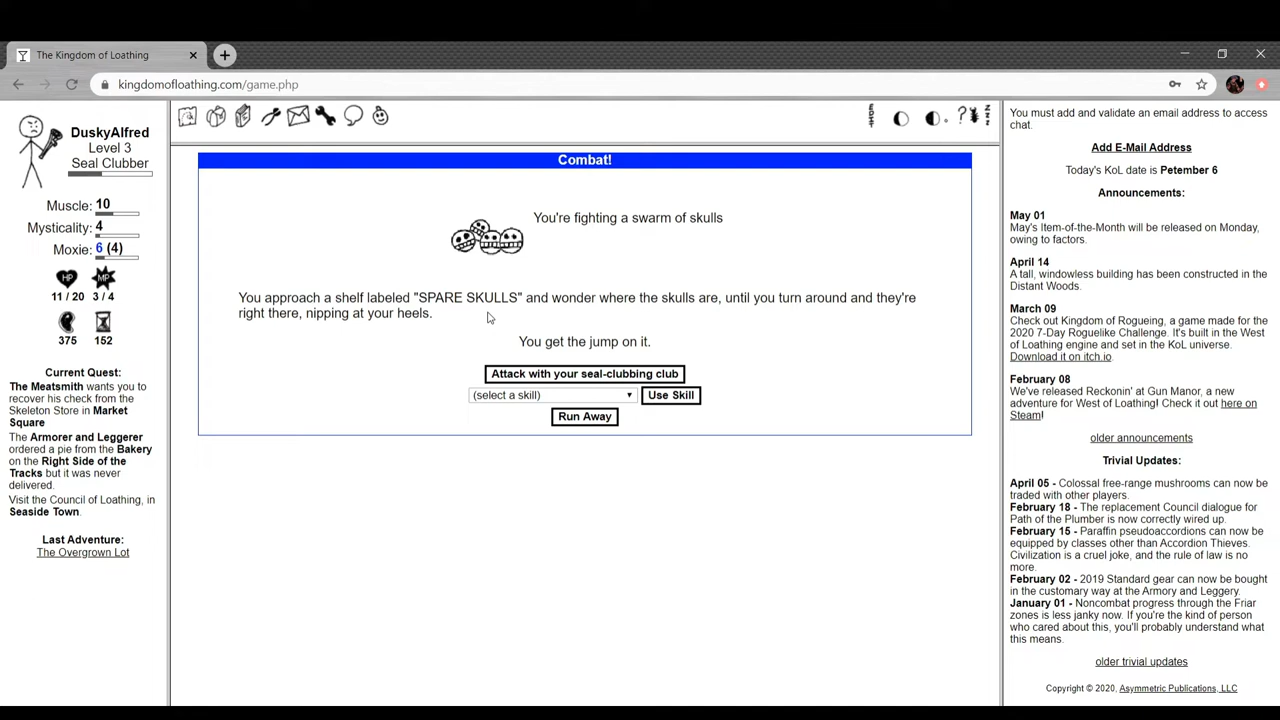 The Kingdom of Loathing
kingdomofloathing.com/game.php
DuskyAlfred
Level 3
Seal Clubber
Muscle: 10
Mysticality: 4
Moxie: 6 (4)
HP
MP
11 / 20
3 / 4
375
152
Current Quest:
The Meatsmith wants you to
recover his check from the
Skeleton Store in Market
Square
The Armorer and Leggerer
ordered a pie from the Bakery
on the Right Side of the
Tracks but it was never
delivered.
Visit the Council of Loathing, in
Seaside Town.
Last Adventure:
The Overgrown Lot
EDIT
Combat!
You're fighting a swarm of skulls
You approach a shelf labeled "SPARE SKULLS" and wonder where the skulls are, until you turn around and they're
right there, nipping at your heels.
You get the jump on it.
Attack with your seal-clubbing club
(select a skill)
Use Skill
Run Away
You must add and validate an email address to access
chat.
Add E-Mail Address
Today's KoL date is Petember 6
Announcements:
May 01
May's Item-of-the-Month will be released on Monday,
owing to factors.
April 14
A tall, windowless building has been constructed in the
Distant Woods.
March 09
Check out Kingdom of Rogueing, a game made for the
2020 7-Day Roguelike Challenge. It's built in the West
of Loathing engine and set in the KoL universe.
Download it on itch.io.
February 08
We've released Reckonin' at Gun Manor, a new
adventure for West of Loathing! Check it out here on
Steam!
older announcements
Trivial Updates:
April 05 - Colossal free-range mushrooms can now be
traded with other players.
February 18 - The replacement Council dialogue for
Path of the Plumber is now correctly wired up.
February 15 - Paraffin pseudoaccordions can now be
equipped by classes other than Accordion Thieves.
Civilization is a cruel joke, and the rule of law is no
more.
February 02 - 2019 Standard gear can now be bought
in the customary way at the Armory and Leggery.
January 01 - Noncombat progress through the Friar
zones is less janky now. If you're the kind of person
who cared about this, you'll probably understand what
this means.
older trivial updates
Copyright © 2020, Asymmetric Publications, LLC